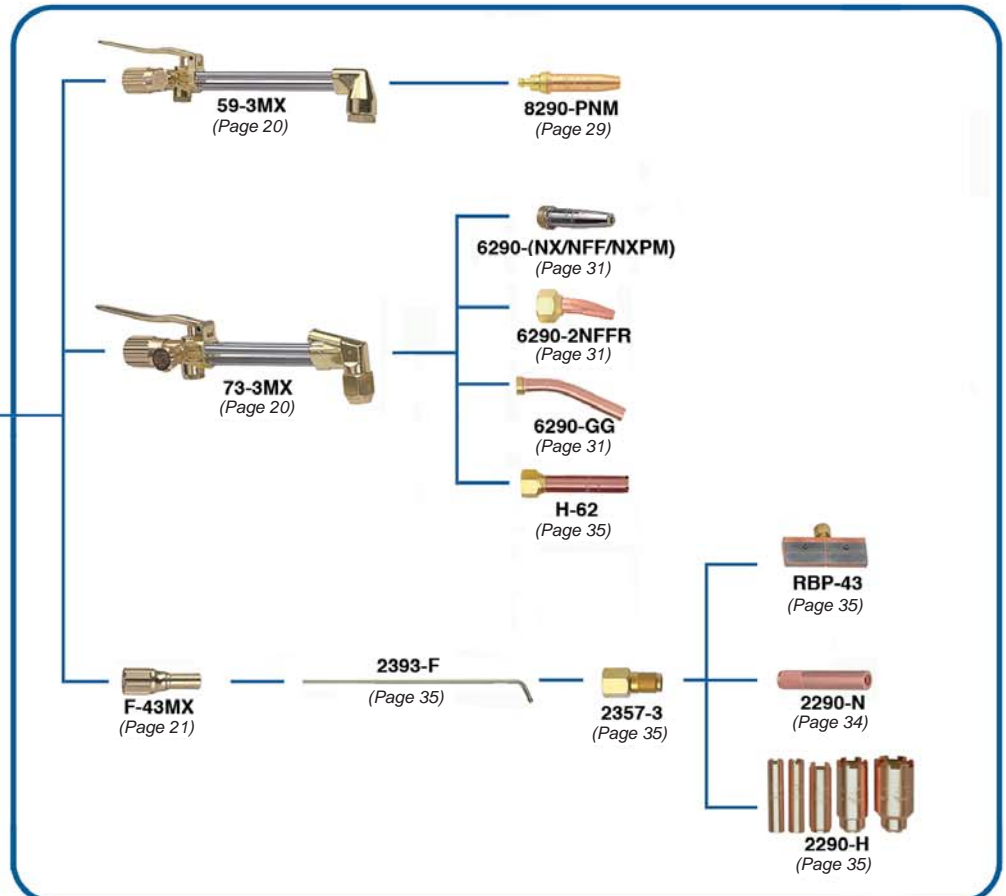 59-3MX
(Page 20)
8290-PNM
(Page 29)
6290-(NX/NFF/NXPM)
(Page 31)
6290-2NFFR
(Page 31)
73-3MX
(Page 20)
6290-GG
(Page 31)
H-62
(Page 35)
RBP-43
(Page 35)
F-43MX
(Page 21)
2393-F
(Page 35)
2357-3
(Page 35)
2290-N
(Page 34)
2290-H
(Page 35)